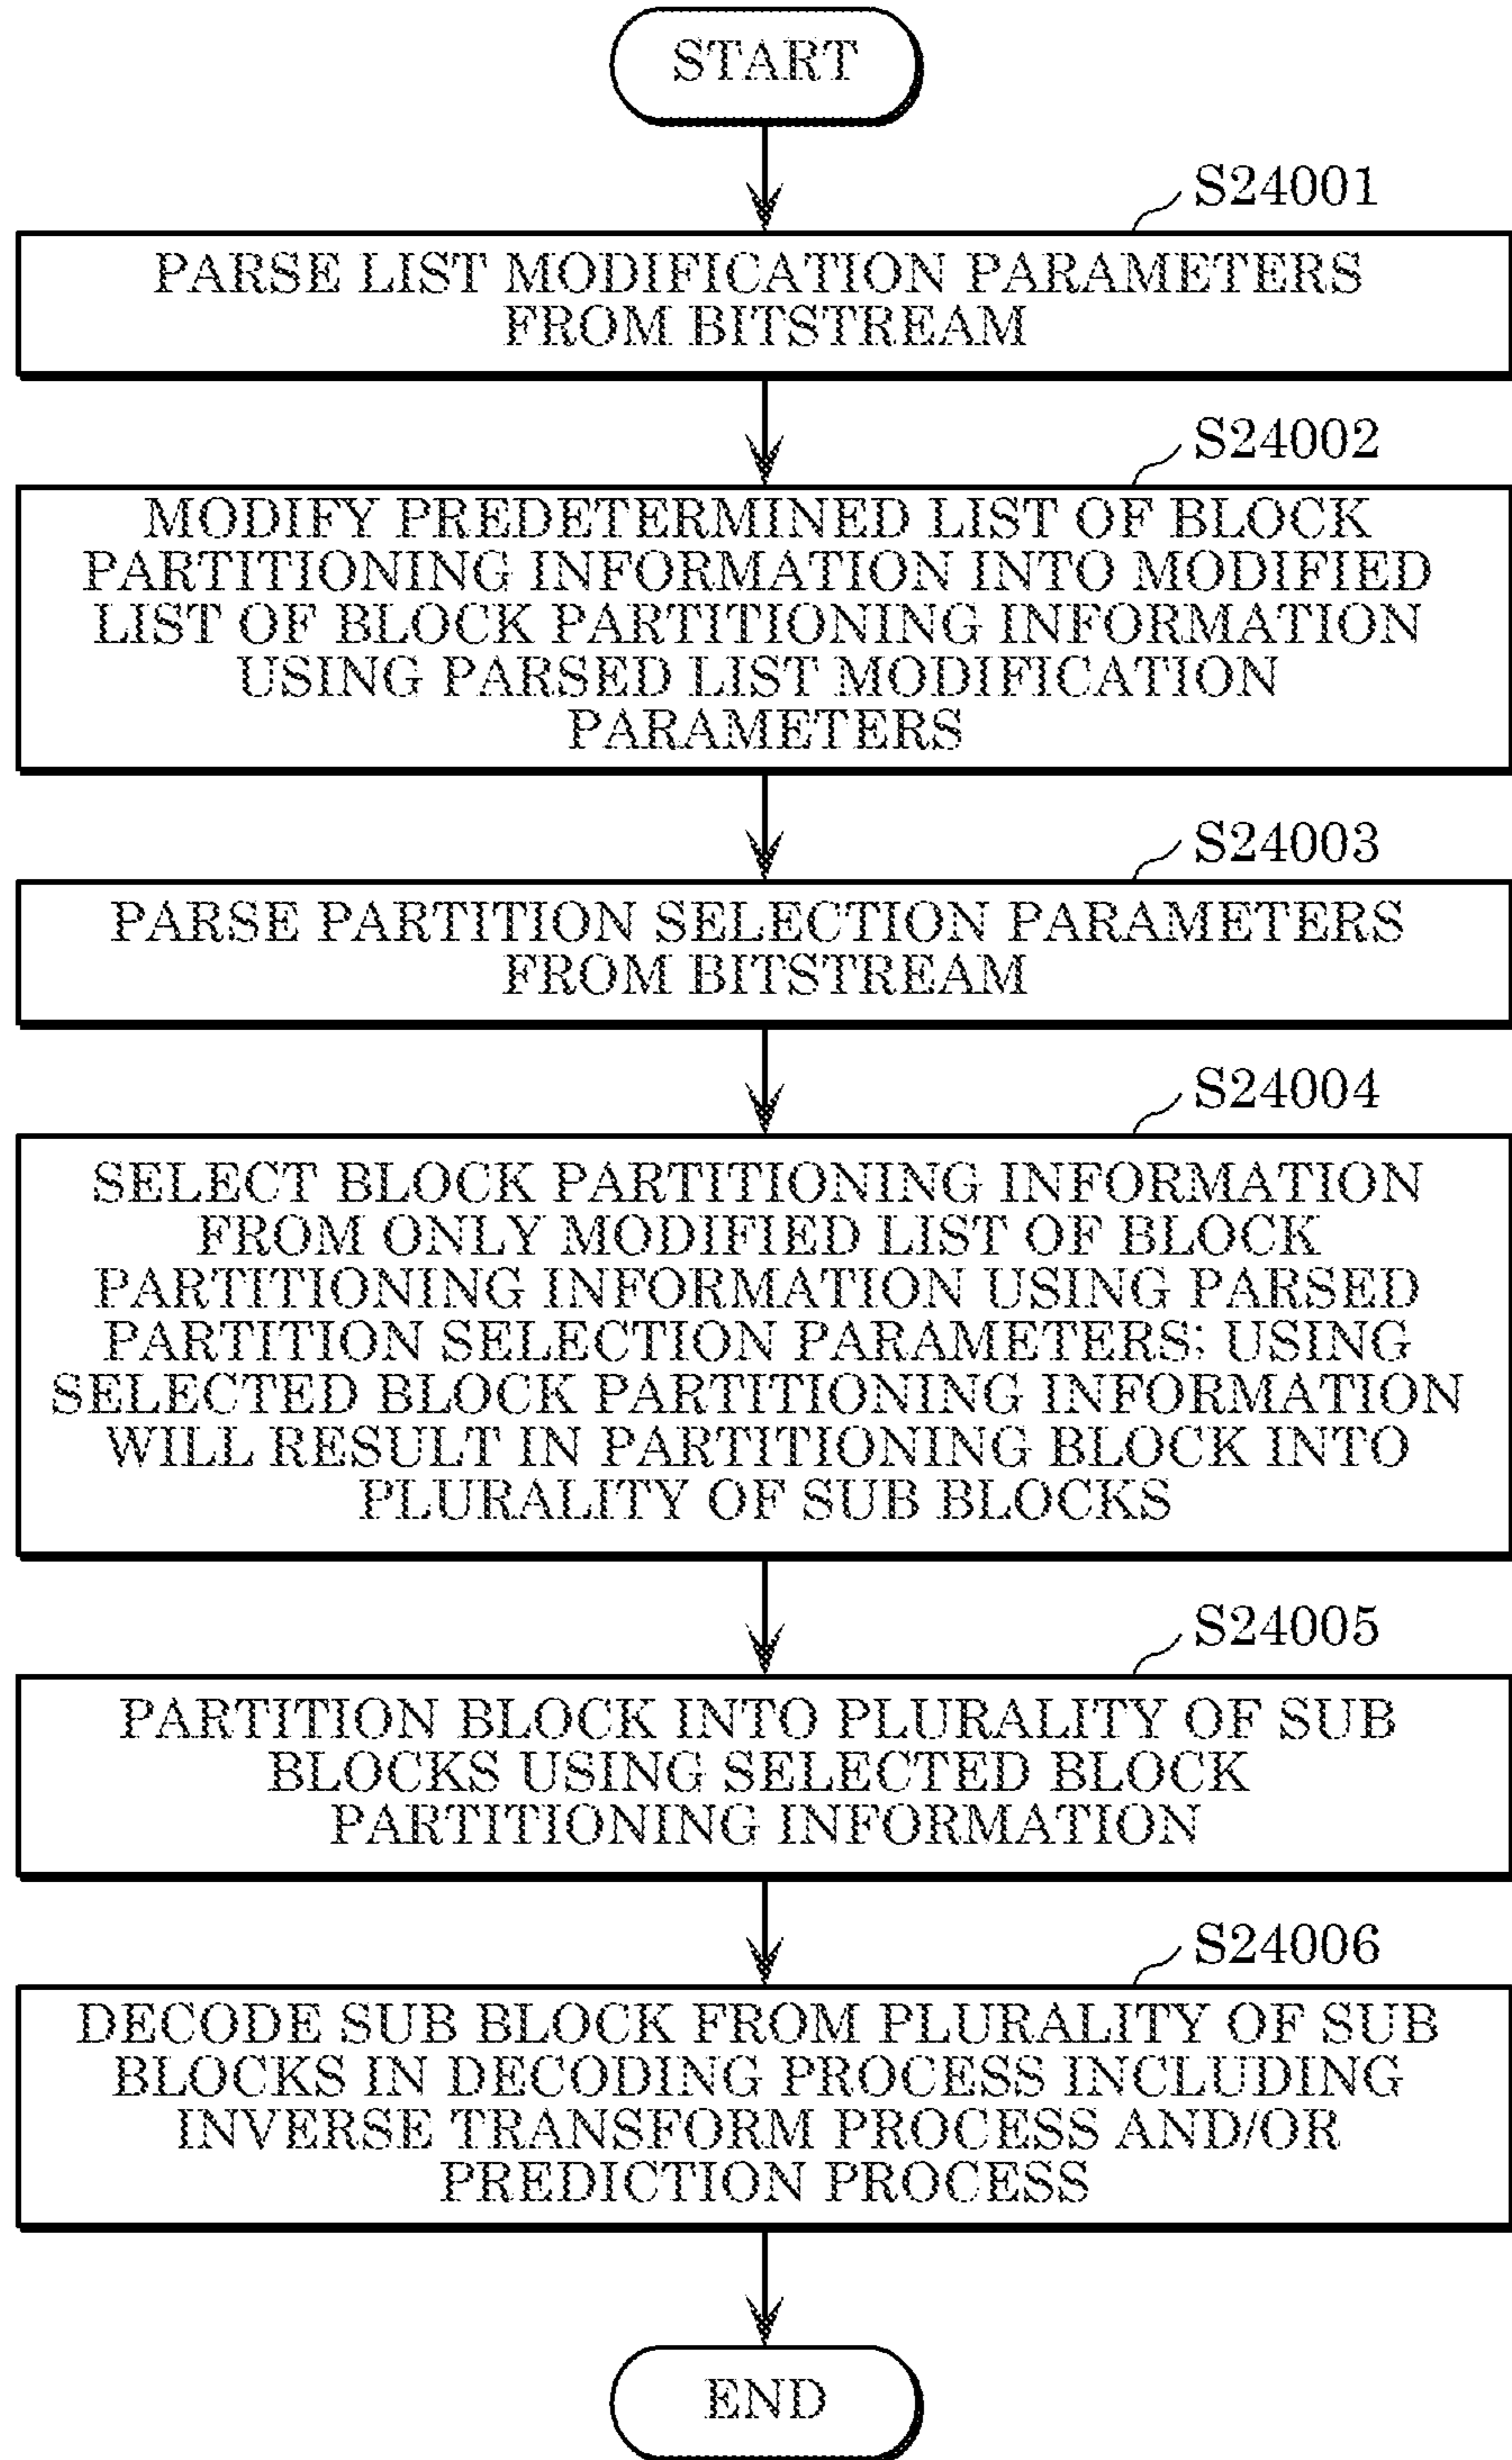 START
S24001
PARSE LIST MODIFICATION PARAMETERS
FROM BITSTREAM
S24002
MODIFY PREDETERMINED LIST OF BLOCK
PARTITIONING INFORMATION INTO MODIFIED
LIST OF BLOCK PARTITIONING INFORMATION
USING PARSED LIST MODIFICATION
PARAMETERS
S24003
PARSE PARTITION SELECTION PARAMETERS
FROM BITSTREAM
S24004
SELECT BLOCK PARTITIONING INFORMATION
FROM ONLY MODIFIED LIST OF BLOCK
PARTITIONING INFORMATION USING PARSED
PARTITION SELECTION PARAMETERS; USING
SELECTED BLOCK PARTITIONING INFORMATION
WILL RESULT IN PARTITIONING BLOCK INTO
PLURALITY OF SUB BLOCKS
S24005
PARTITION BLOCK INTO PLURALITY OF SUB
BLOCKS USING SELECTED BLOCK
PARTITIONING INFORMATION
S24006
DECODE SUB BLOCK FROM PLURALITY OF SUB
BLOCKS IN DECODING PROCESS INCLUDING
INVERSE TRANSFORM PROCESS AND/OR
PREDICTION PROCESS
END